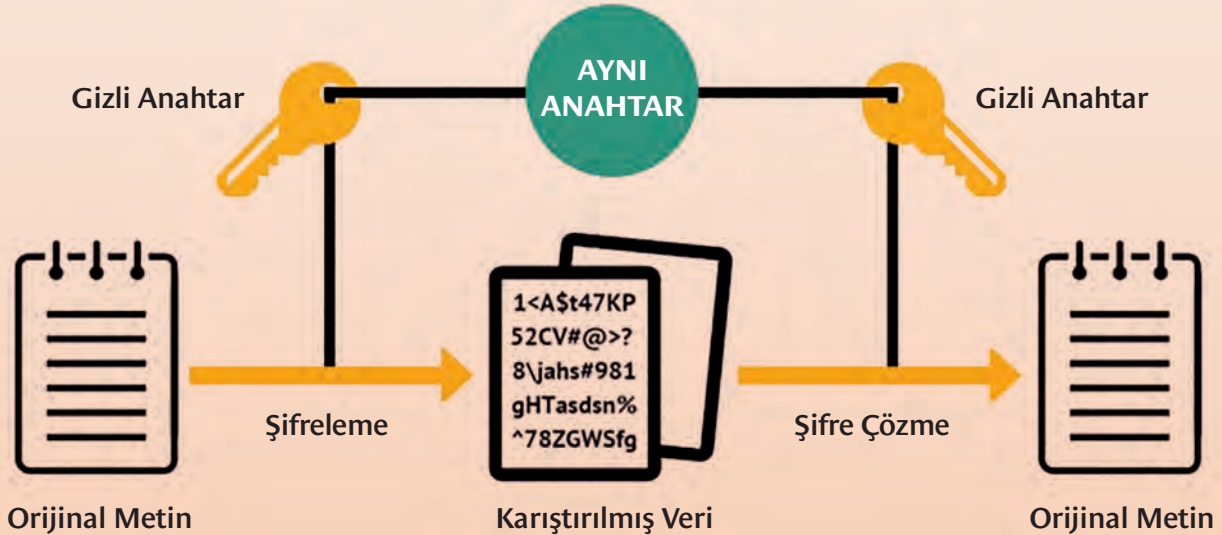 AYNI
ANAHTAR
Gizli Anahtar
Gizli Anahtar
1<A$t47KP
52CV#@>?
8\jahs#981
gHTasdsn%
^78ZGWSfg
Şifreleme
Şifre Çözme
Orijinal Metin
Karıştırılmış Veri
Orijinal Metin